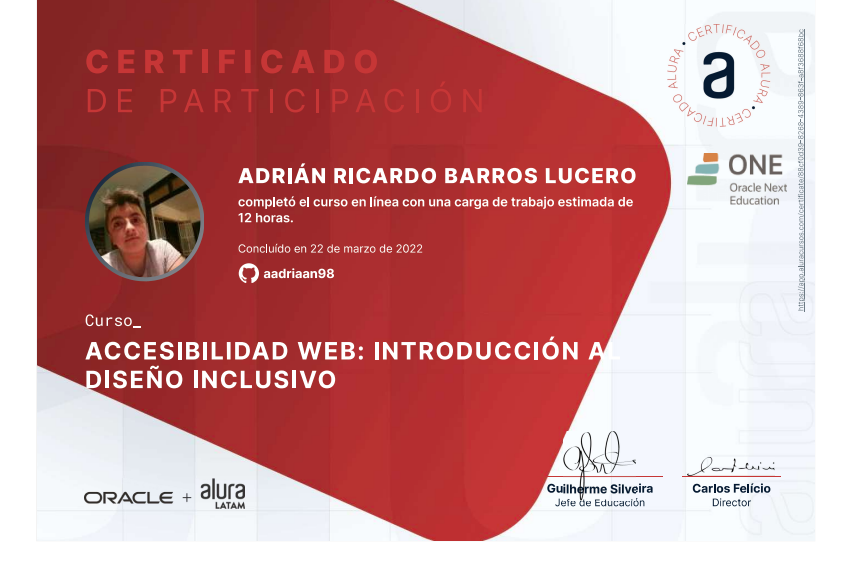 CERTIFICADO
DE PARTICIPACIÓN
CERTIFICADO ALURA • CERTIFICADO ALURA •
a
ONE
Oracle Next
Education
ADRIÁN RICARDO BARROS LUCERO
completó el curso en línea con una carga de trabajo estimada de
12 horas.
Concluído en 22 de marzo de 2022
aadriaan98
Curso_
ACCESIBILIDAD WEB: INTRODUCCIÓN AL
DISEÑO INCLUSIVO
ORACLE + alura
LATAM
Guilherme Silveira
Jefe de Educación
Carlos Felício
Director